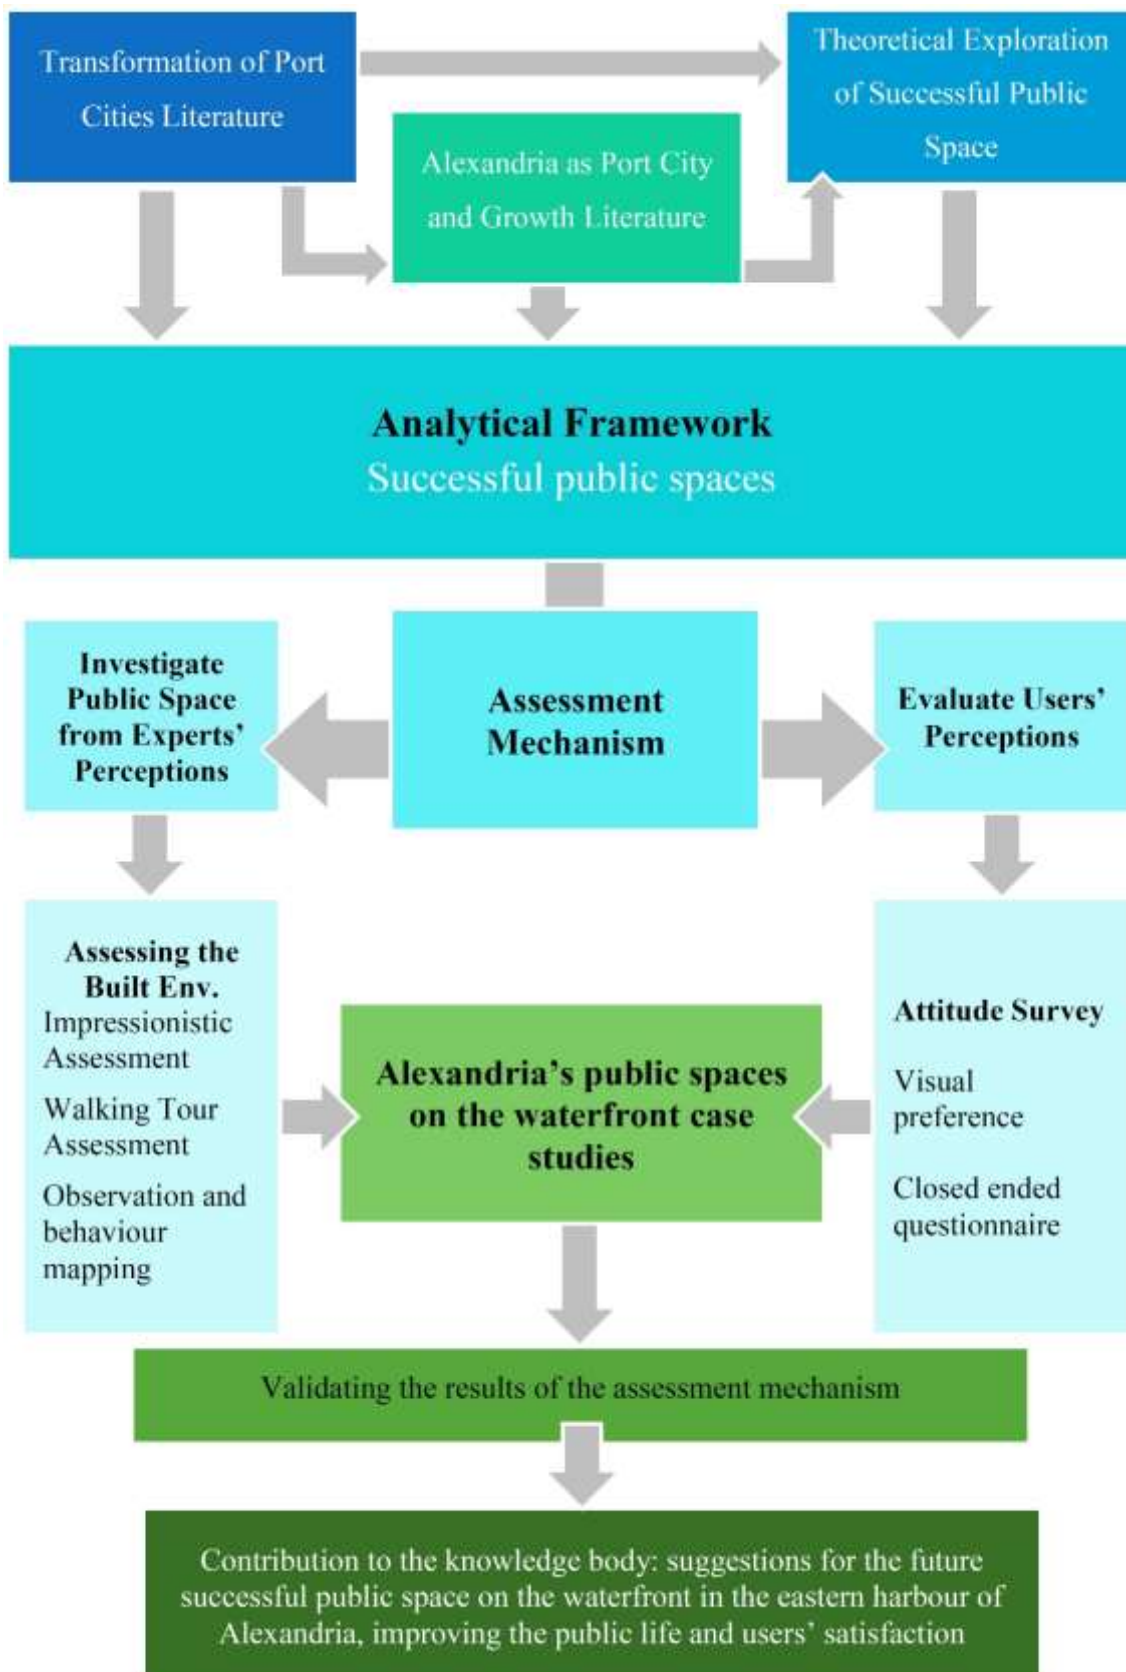 Transformation of Port
Cities Literature
Theoretical Exploration
of Successful Public
Space
Alexandria as Port City
and Growth Literature
Analytical Framework
Successful public spaces
Investigate
Public Space
from Experts’
Perceptions
Assessment
Mechanism
Evaluate Users’
Perceptions
Assessing the
Built Env.
Impressionistic
Assessment
Walking Tour
Assessment
Observation and
behaviour
mapping
Alexandria’s public spaces
on the waterfront case
studies
Attitude Survey
Visual
preference
Closed ended
questionnaire
Validating the results of the assessment mechanism
Contribution to the knowledge body: suggestions for the future
successful public space on the waterfront in the eastern harbour of
Alexandria, improving the public life and users’ satisfaction